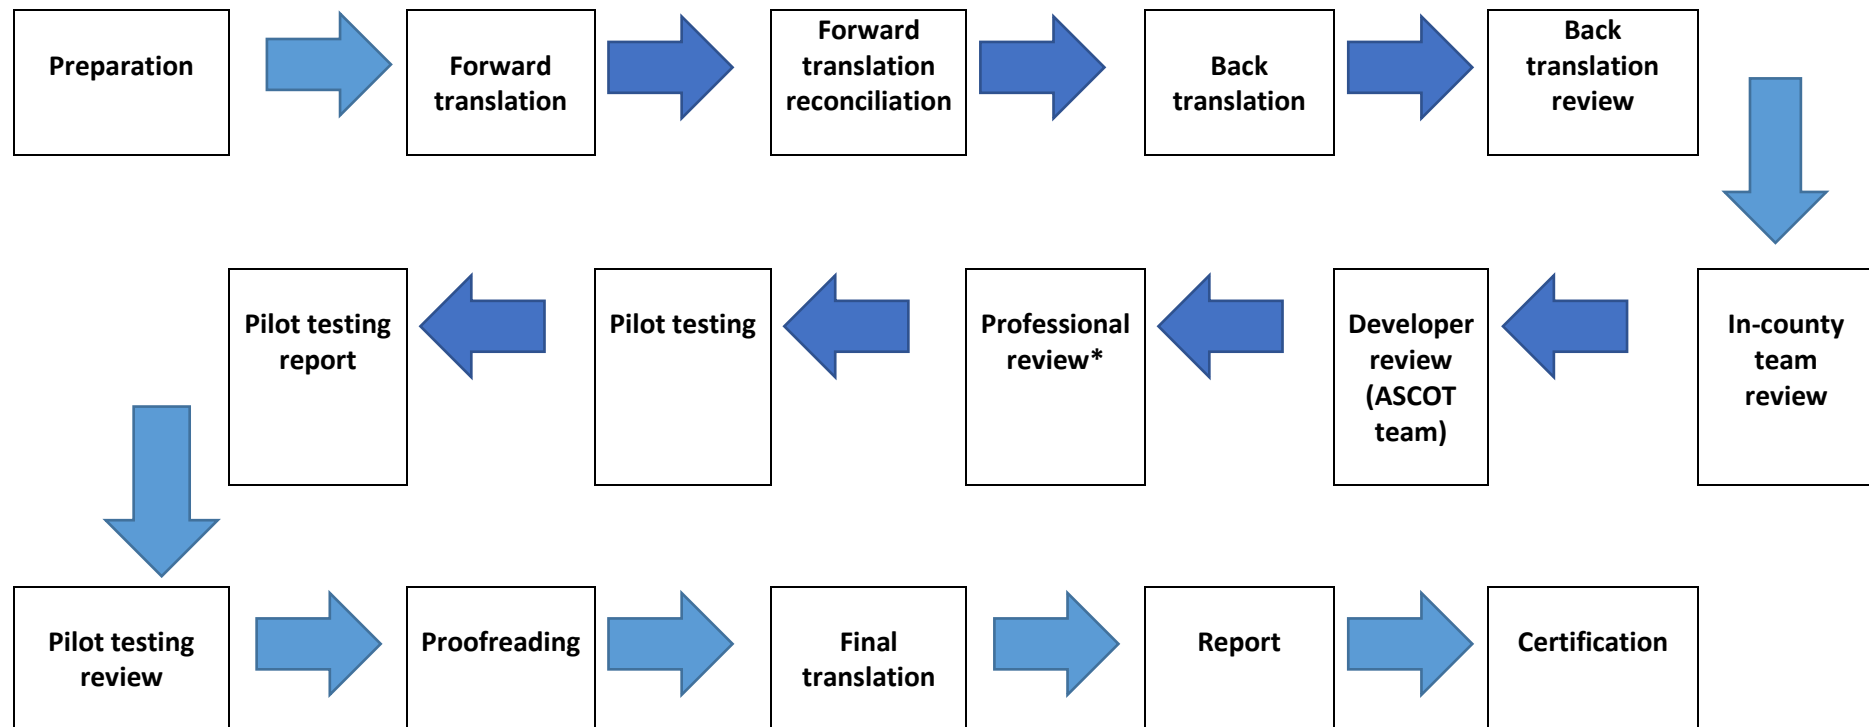 Preparation
Forward
translation
Forward
translation
reconciliation
Back
translation
Back
translation
review
In-county
team
review
Developer
review
(ASCOT
team)
Professional
review*
Pilot testing
Pilot testing
report
Pilot testing
review
Proofreading
Final
translation
Report
Certification